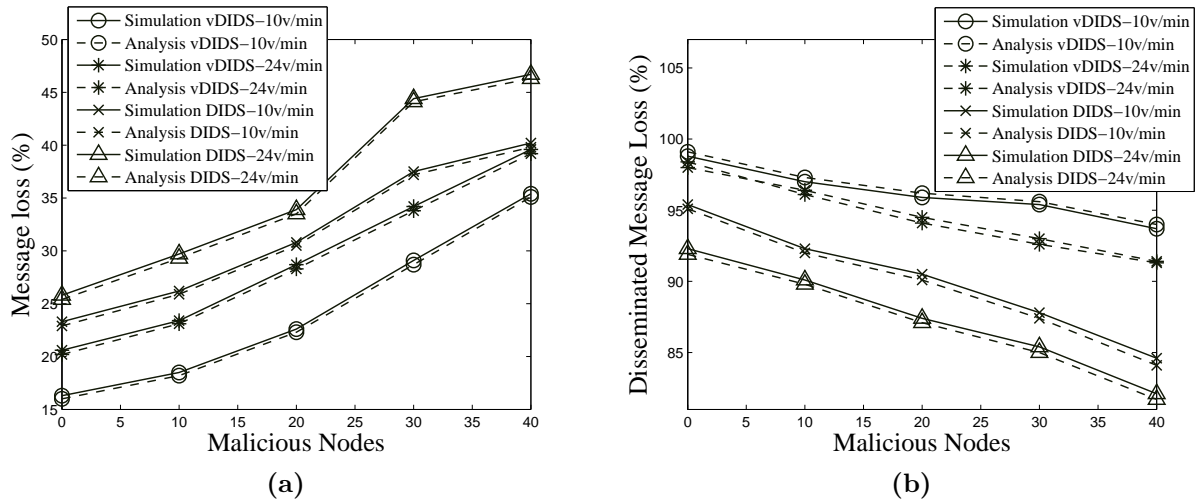 Simulation vDIDS−10v/min
Analysis vDIDS−10v/min
Simulation vDIDS−24v/min
Analysis vDIDS−24v/min
Simulation DIDS−10v/min
Analysis DIDS−10v/min
Simulation DIDS−24v/min
Analysis DIDS−24v/min
Message loss (%)
50
45
40
35
30
25
20
15
0 5 10 15 20 25 30 35 40
Malicious Nodes
(a)
Simulation vDIDS−10v/min
Analysis vDIDS−10v/min
Simulation vDIDS−24v/min
Analysis vDIDS−24v/min
Simulation DIDS−10v/min
Analysis DIDS−10v/min
Simulation DIDS−24v/min
Analysis DIDS−24v/min
Disseminated Message Loss (%)
105
100
95
90
85
0 5 10 15 20 25 30 35 40
Malicious Nodes
(b)